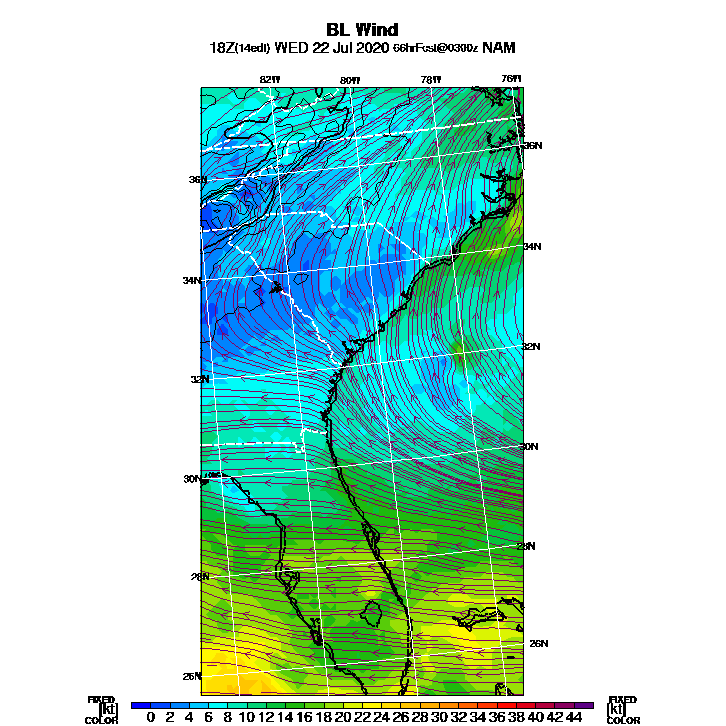 BL Wind
18Z(14edt) WED 22 Jul 2020 66hrFcst@0300z NAM
82W 80W 78W 76W
36N 36N
34N 34N
32N 32N
30N 30N
28N 28N
26N 26N
FIXED FIXED
[kt] [kt]
COLOR 0 2 4 6 8 10 12 14 16 18 20 22 24 26 28 30 32 34 36 38 40 42 44 COLOR